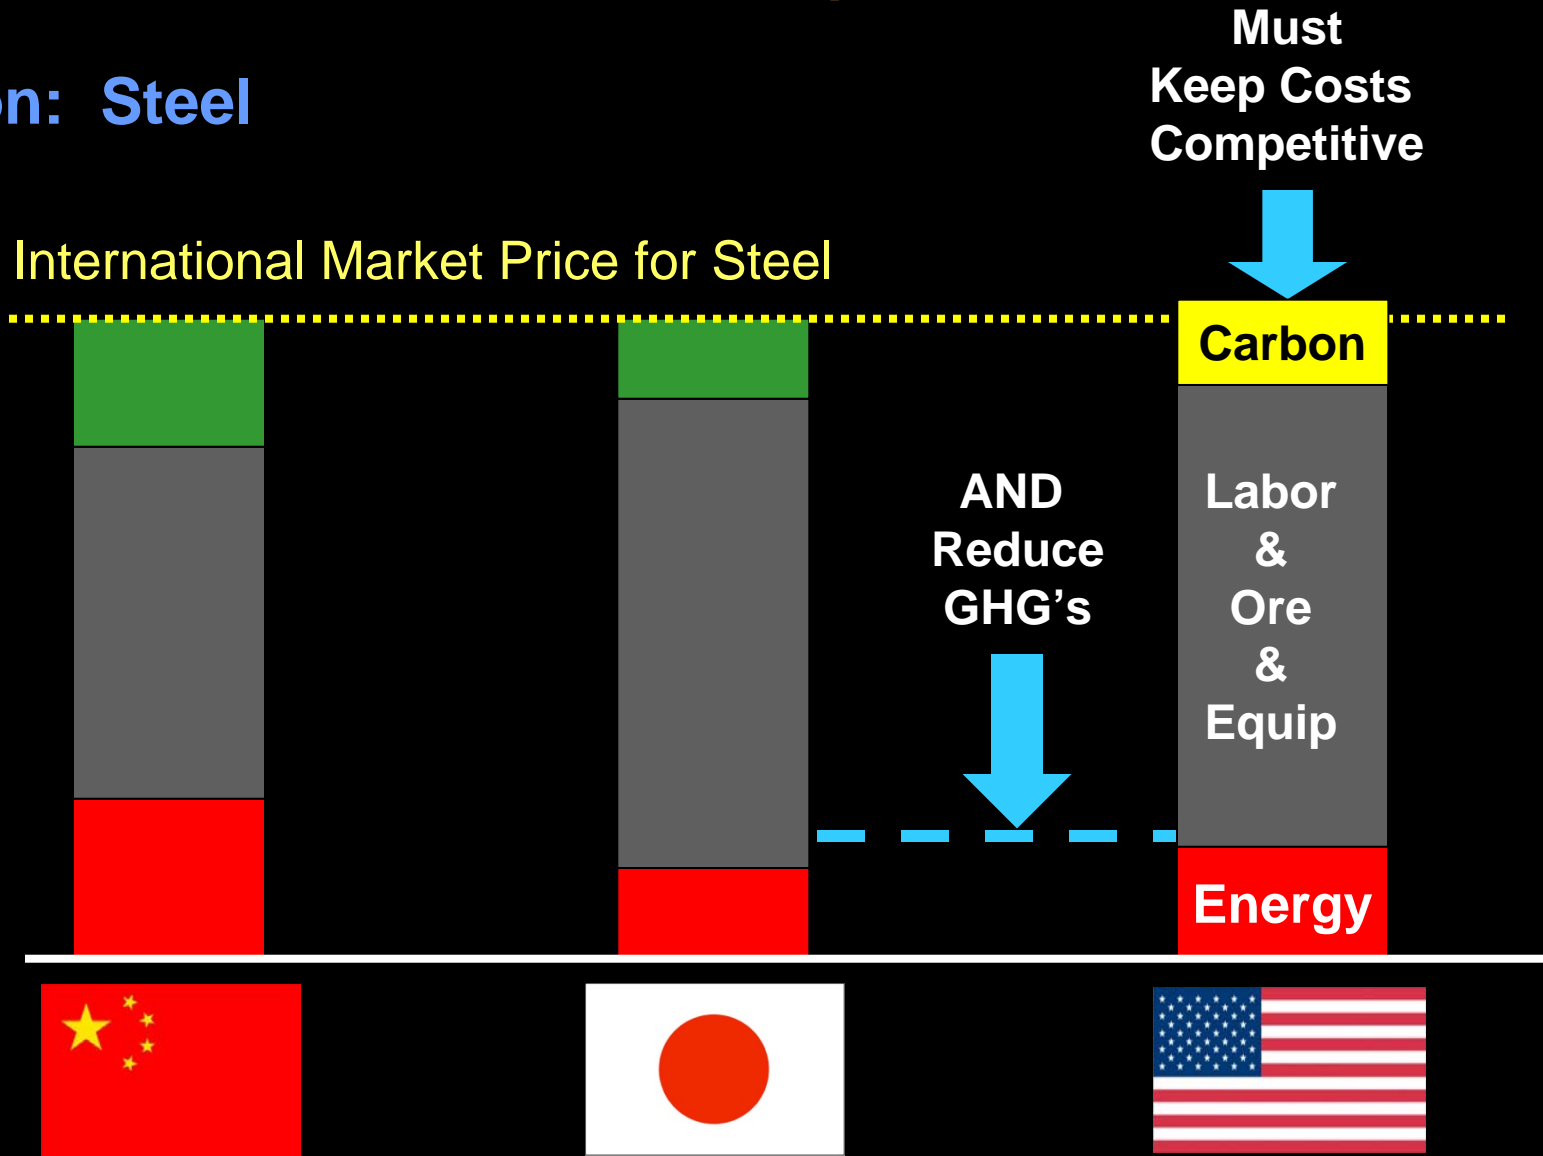 Must
Keep Costs
Competitive
Steel
International Market Price for Steel
Carbon
AND
Reduce
GHG’s
Labor
&
Ore
&
Equip
Energy